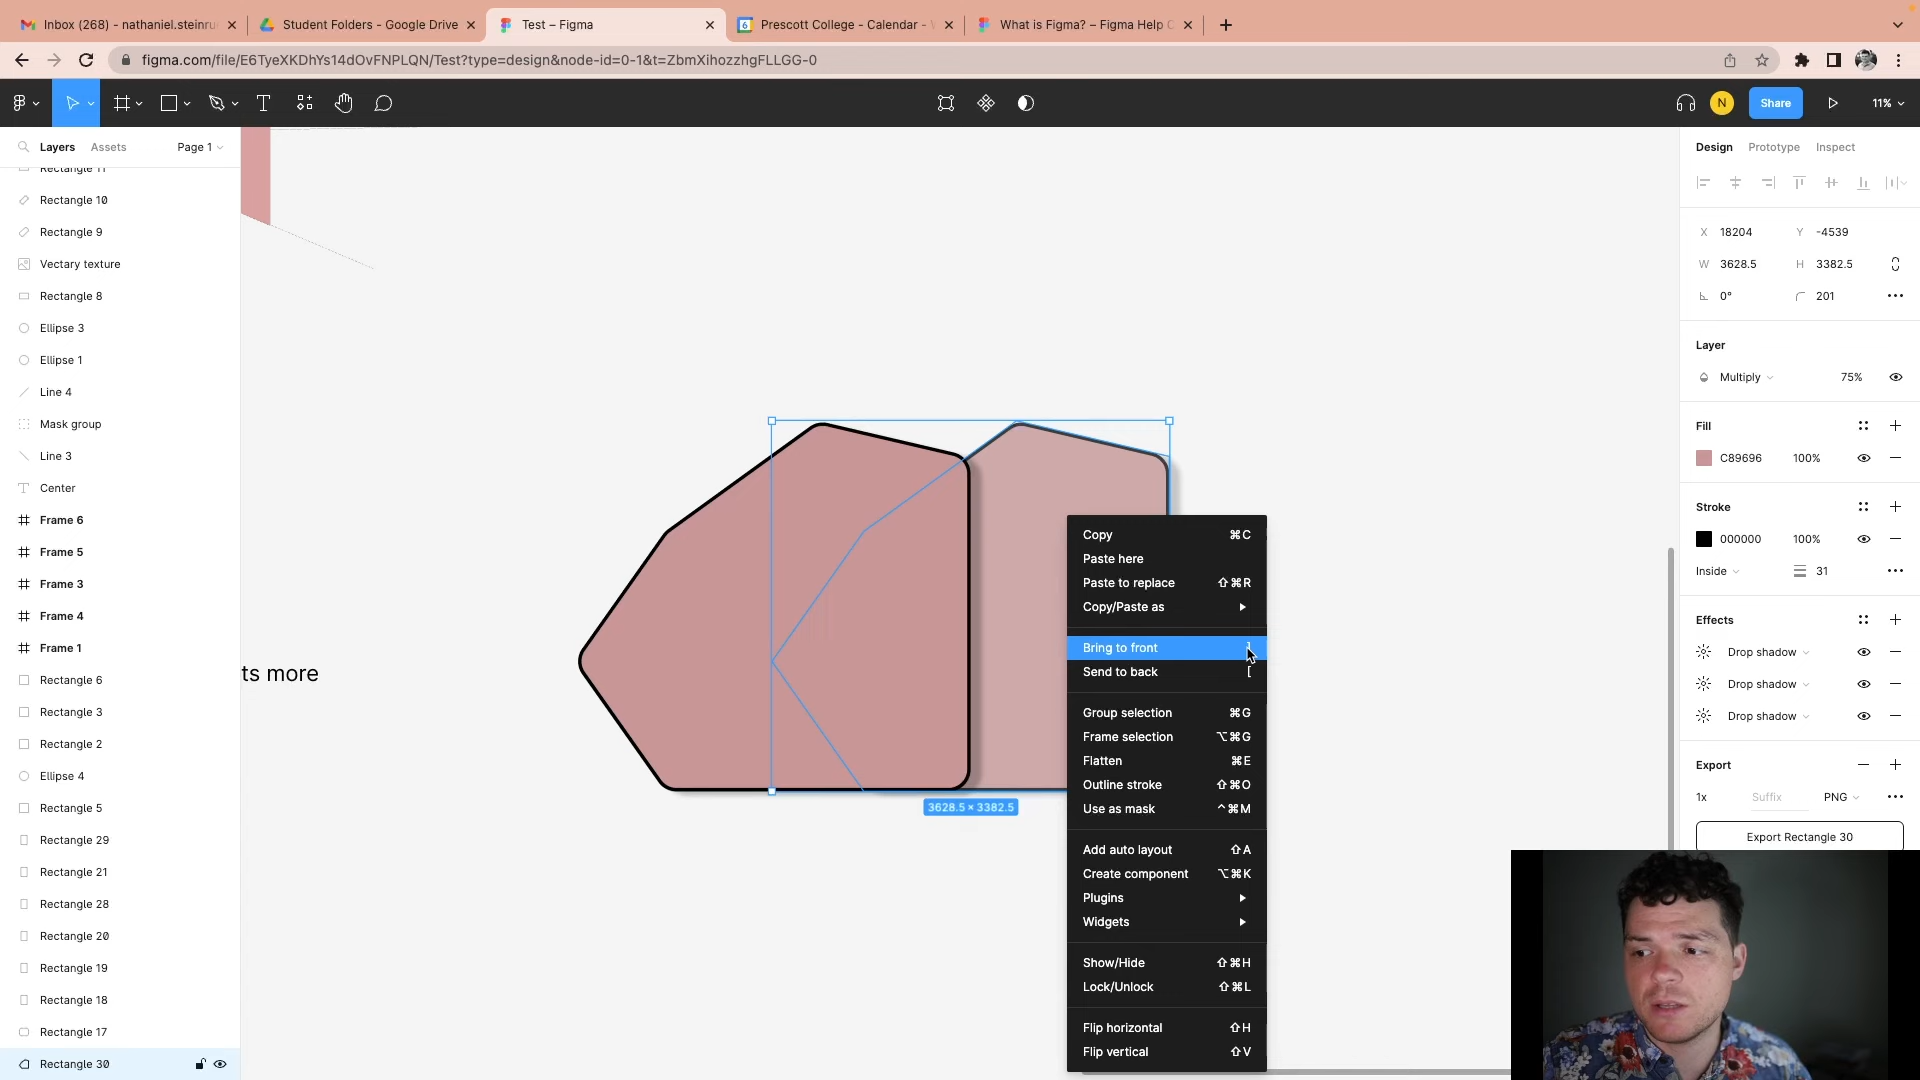 Inbox (268) - nathaniel.steinru
Student Folders - Google Drive
Test – Figma
Prescott College - Calendar -
What is Figma? – Figma Help C
figma.com/file/E6TyeXKDhYs14dOvFNPLQN/Test?type=design&node-id=0-1&t=ZbmXihozzhgFLLGG-0
N
Share
11%
Layers
Assets
Page 1
Rectangle 11
Rectangle 10
Rectangle 9
Vectary texture
Rectangle 8
Ellipse 3
Ellipse 1
Line 4
Mask group
Line 3
Center
Frame 6
Frame 5
Frame 3
Frame 4
Frame 1
Rectangle 6
Rectangle 3
Rectangle 2
Ellipse 4
Rectangle 5
Rectangle 29
Rectangle 21
Rectangle 28
Rectangle 20
Rectangle 19
Rectangle 18
Rectangle 17
Rectangle 30
ts more
3628.5 × 3382.5
Copy ⌘C
Paste here
Paste to replace ⇧⌘R
Copy/Paste as
Bring to front ]
Send to back [
Group selection ⌘G
Frame selection ⌥⌘G
Flatten ⌘E
Outline stroke ⇧⌘O
Use as mask ^⌘M
Add auto layout ⇧A
Create component ⌥⌘K
Plugins
Widgets
Show/Hide ⇧⌘H
Lock/Unlock ⇧⌘L
Flip horizontal ⇧H
Flip vertical ⇧V
Design
Prototype
Inspect
X 18204 Y -4539
W 3628.5 H 3382.5
0° 201
Layer
Multiply 75%
Fill
C89696 100%
Stroke
000000 100%
Inside 31
Effects
Drop shadow
Drop shadow
Drop shadow
Export
1x Suffix PNG
Export Rectangle 30